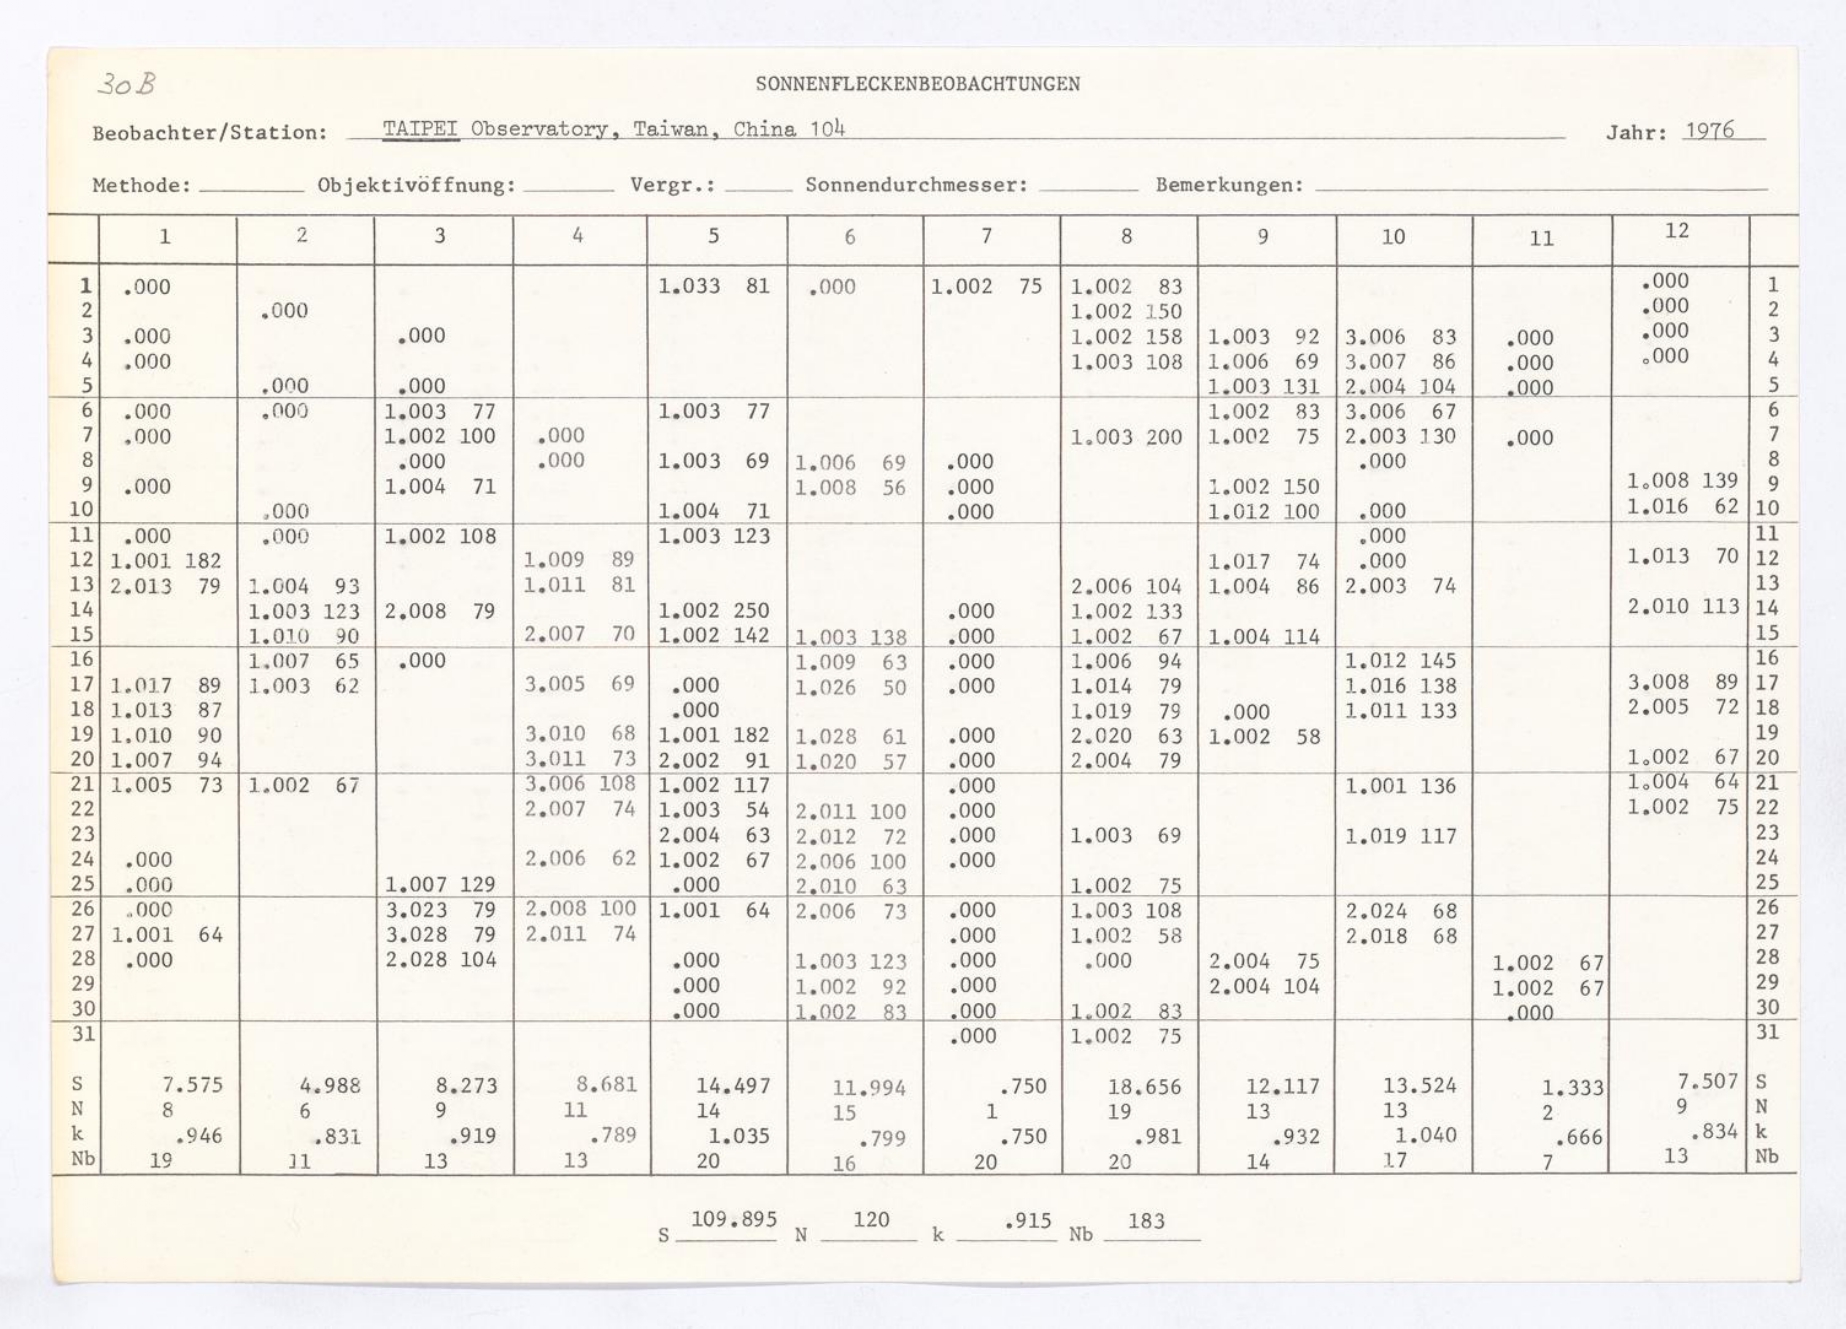 30B
SONNENFLECKENBEOBACHTUNGEN
Beobachter/Station: TAIPEI Observatory, Taiwan, China 104 Jahr: 1976
Methode: Objektivöffnung: Vergr.: Sonnendurchmesser: Bemerkungen:
1 2 3 4 5 6 7 8 9 10 11 12
1 .000 1.033 81 .000 1.002 75 1.002 83 .000 1
2 .000 1.002 150 .000 2
3 .000 .000 1.002 158 1.003 92 3.006 83 .000 .000 3
4 .000 1.003 108 1.006 69 3.007 86 .000 .000 4
5 .000 .000 1.003 131 2.004 104 .000 5
6 .000 .000 1.003 77 1.003 77 1.002 83 3.006 67 6
7 .000 1.002 100 .000 1.003 200 1.002 75 2.003 130 .000 7
8 .000 .000 1.003 69 1.006 69 .000 .000 8
9 .000 1.004 71 1.008 56 .000 1.002 150 1.008 139 9
10 .000 1.004 71 .000 1.012 100 .000 1.016 62 10
11 .000 .000 1.002 108 1.003 123 .000 11
12 1.001 182 1.009 89 1.017 74 .000 1.013 70 12
13 2.013 79 1.004 93 1.011 81 2.006 104 1.004 86 2.003 74 13
14 1.003 123 2.008 79 1.002 250 .000 1.002 133 2.010 113 14
15 1.010 90 2.007 70 1.002 142 1.003 138 .000 1.002 67 1.004 114 15
16 1.007 65 .000 1.009 63 .000 1.006 94 1.012 145 16
17 1.017 89 1.003 62 3.005 69 .000 1.026 50 .000 1.014 79 1.016 138 3.008 89 17
18 1.013 87 .000 1.019 79 .000 1.011 133 2.005 72 18
19 1.010 90 3.010 68 1.001 182 1.028 61 .000 2.020 63 1.002 58 19
20 1.007 94 3.011 73 2.002 91 1.020 57 .000 2.004 79 1.002 67 20
21 1.005 73 1.002 67 3.006 108 1.002 117 .000 1.001 136 1.004 64 21
22 2.007 74 1.003 54 2.011 100 .000 1.002 75 22
23 2.004 63 2.012 72 .000 1.003 69 1.019 117 23
24 .000 2.006 62 1.002 67 2.006 100 .000 24
25 .000 1.007 129 .000 2.010 63 1.002 75 25
26 .000 3.023 79 2.008 100 1.001 64 2.006 73 .000 1.003 108 2.024 68 26
27 1.001 64 3.028 79 2.011 74 .000 1.002 58 2.018 68 27
28 .000 2.028 104 .000 1.003 123 .000 .000 2.004 75 1.002 67 28
29 .000 1.002 92 .000 2.004 104 1.002 67 29
30 .000 1.002 83 .000 1.002 83 .000 30
31 .000 1.002 75 31
S 7.575 4.988 8.273 8.681 14.497 11.994 .750 18.656 12.117 13.524 1.333 7.507 S
N 8 6 9 11 14 15 1 19 13 13 2 9 N
k .946 .831 .919 .789 1.035 .799 .750 .981 .932 1.040 .666 .834 k
Nb 19 11 13 13 20 16 20 20 14 17 7 13 Nb
S 109.895 N 120 k .915 Nb 183